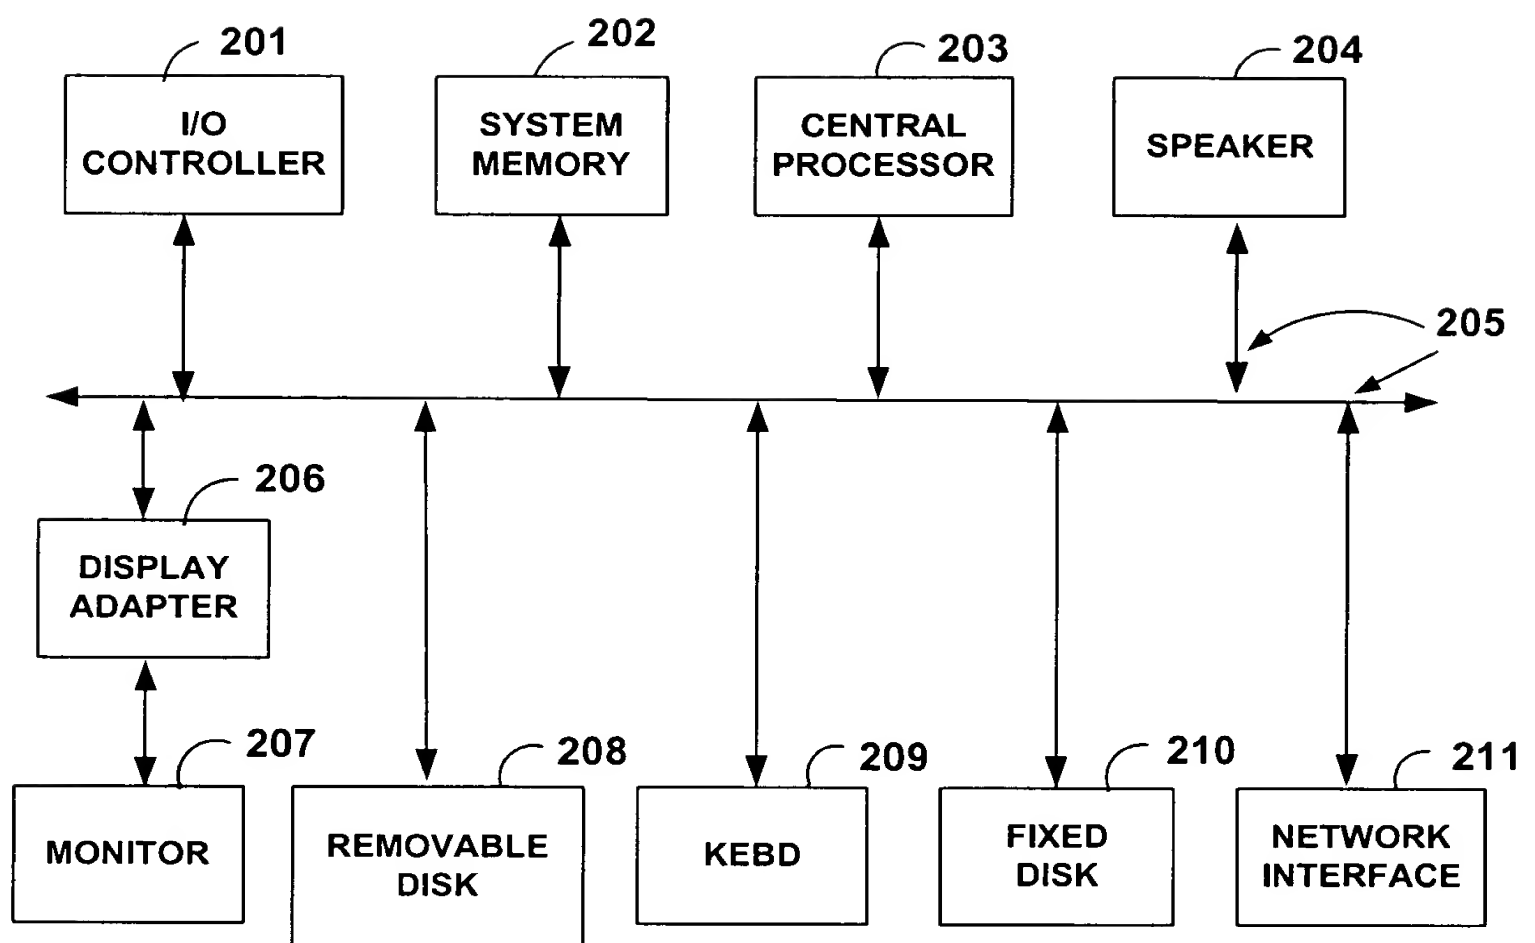 201
202
203
204
I/O
CONTROLLER
SYSTEM
MEMORY
CENTRAL
PROCESSOR
SPEAKER
205
206
DISPLAY
ADAPTER
207
208
209
210
211
MONITOR
REMOVABLE
DISK
KEBD
FIXED
DISK
NETWORK
INTERFACE